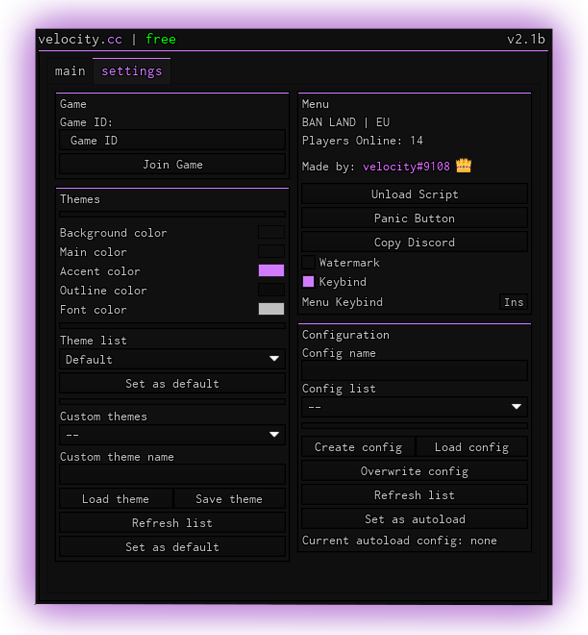 velocity.cc | free
v2.1b
main
settings
Game
Game ID:
Game ID
Join Game
Themes
Background color
Main color
Accent color
Outline color
Font color
Theme list
Default
Set as default
Custom themes
--
Custom theme name
Load theme
Save theme
Refresh list
Set as default
Menu
BAN LAND | EU
Players Online: 14
Made by: velocity#9108
Unload Script
Panic Button
Copy Discord
Watermark
Keybind
Menu Keybind
Ins
Configuration
Config name
Config list
--
Create config
Load config
Overwrite config
Refresh list
Set as autoload
Current autoload config: none